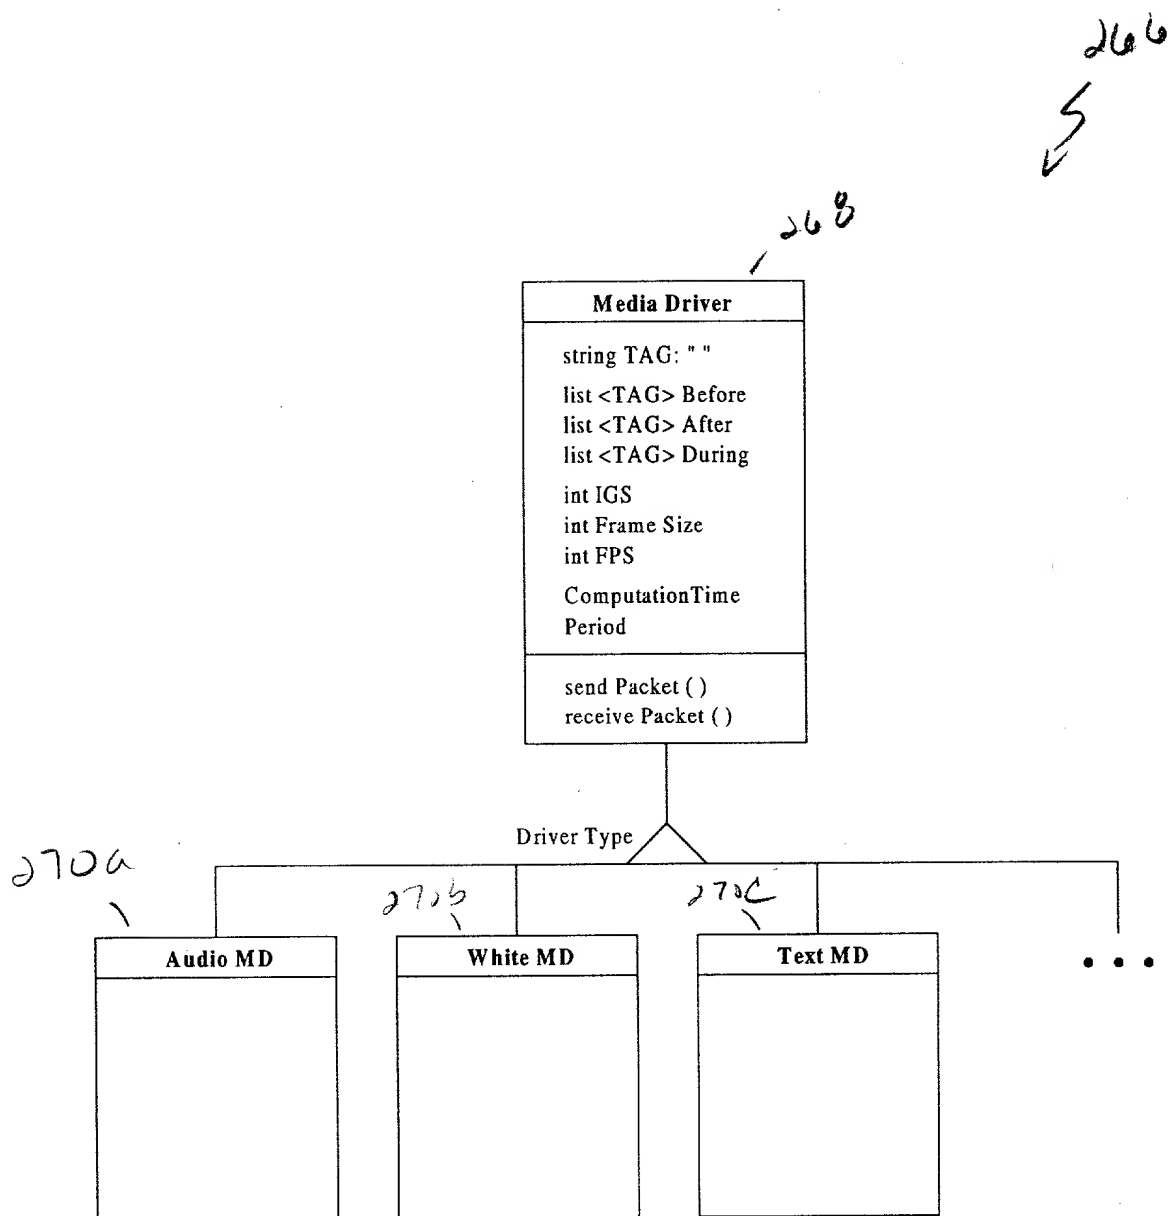 266
268
Media Driver
string TAG: " "
list <TAG> Before
list <TAG> After
list <TAG> During
int IGS
int Frame Size
int FPS
ComputationTime
Period
send Packet ( )
receive Packet ( )
Driver Type
270a
270b
270c
Audio MD
White MD
Text MD
• • •